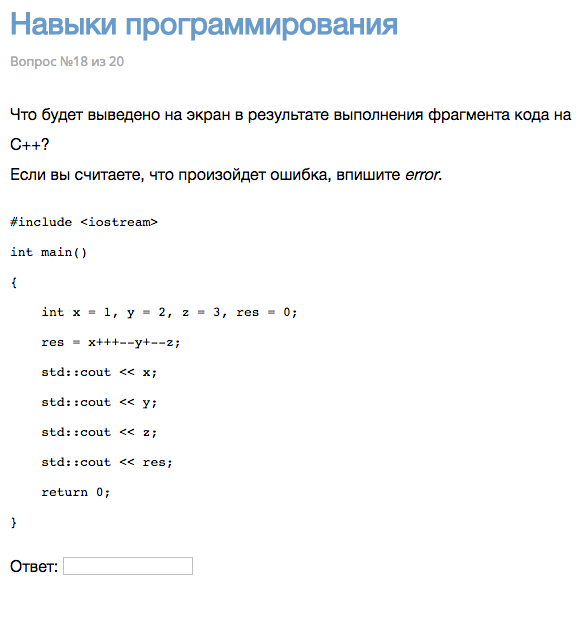 Навыки программирования
Вопрос №18 из 20
Что будет выведено на экран в результате выполнения фрагмента кода на
C++?
Если вы считаете, что произойдет ошибка, впишите error.
#include <iostream>
int main()
{
    int x = 1, y = 2, z = 3, res = 0;
    res = x+++--y+--z;
    std::cout << x;
    std::cout << y;
    std::cout << z;
    std::cout << res;
    return 0;
}
Ответ: